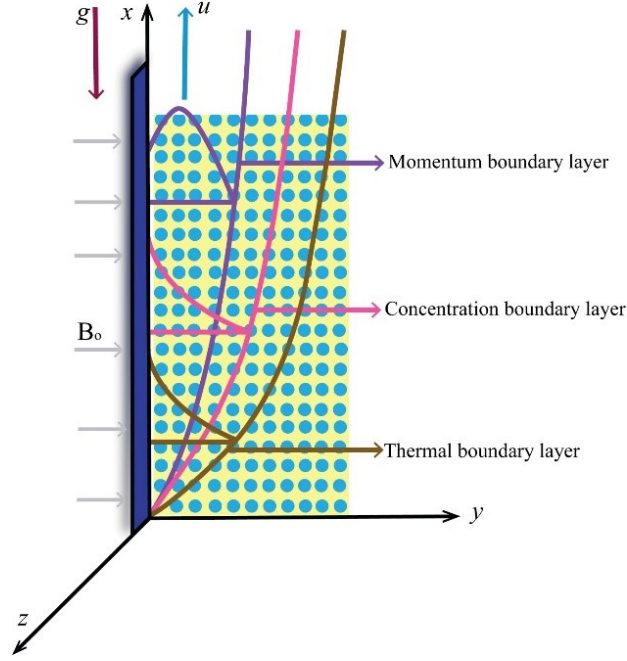 g
x
u
Momentum boundary layer
Concentration boundary layer
Bo
Thermal boundary layer
y
z